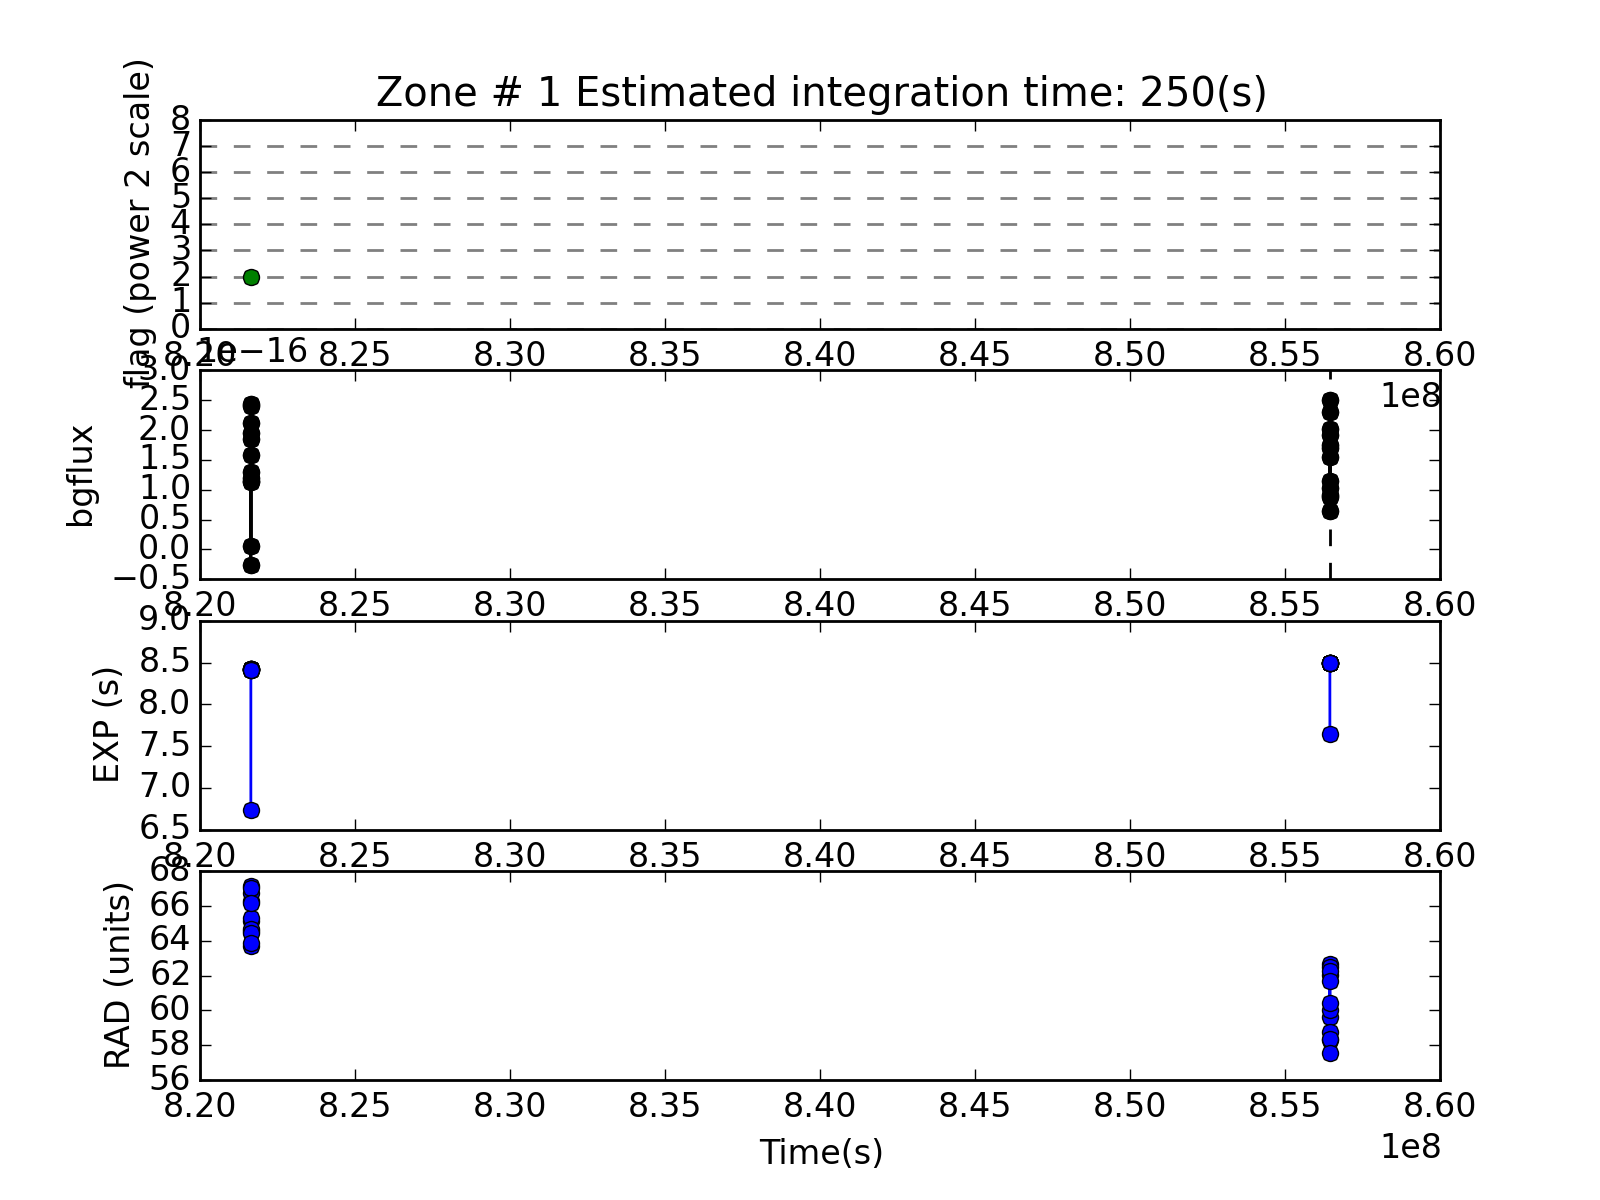 Zone # 1 Estimated integration time: 250(s)
flag (power 2 scale)
8
7
6
5
4
3
2
1
0
8.20 8.25 8.30 8.35 8.40 8.45 8.50 8.55 8.60
1e8
1e−16
bgflux
3.0
2.5
2.0
1.5
1.0
0.5
0.0
−0.5
8.20 8.25 8.30 8.35 8.40 8.45 8.50 8.55 8.60
EXP (s)
9.0
8.5
8.0
7.5
7.0
6.5
8.20 8.25 8.30 8.35 8.40 8.45 8.50 8.55 8.60
RAD (units)
68
66
64
62
60
58
56
8.20 8.25 8.30 8.35 8.40 8.45 8.50 8.55 8.60
Time(s)
1e8